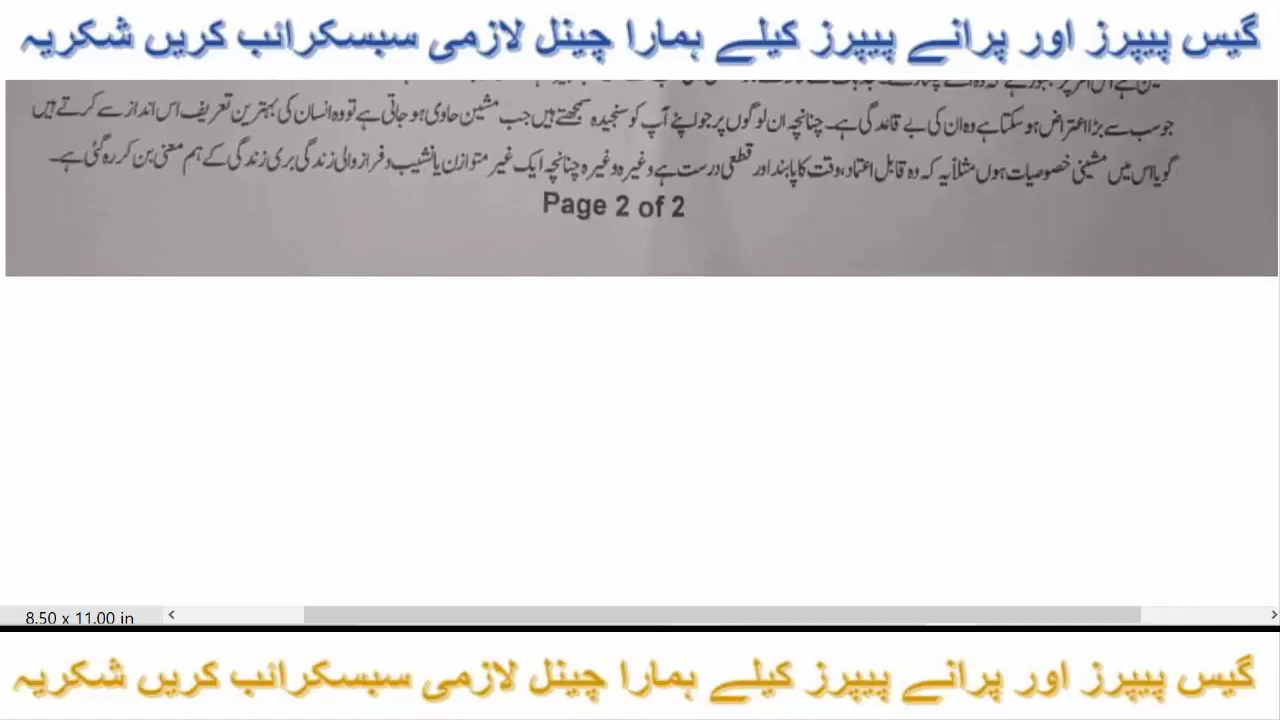 گیس پیپرز اور پرانے پیپرز کیلے ہمارا چینل لازمی سبسکرائب کریں شکریہ
جو سب سے بڑا اعتراض ہو سکتا ہے وہ ان کی بے قاعدگی ہے۔ چنانچہ ان لوگوں پر جو اپنے آپ کو سنجیدہ سمجھتے ہیں جب مشین حاوی ہو جاتی ہے تو وہ انسان کی بہترین تعریف اس انداز سے کرتے ہیں
گویا اس میں مشینی خصوصیات ہوں مثلاً یہ کہ وہ قابل اعتماد، وقت کا پابند اور قطعی درست ہے وغیرہ وغیرہ چنانچہ ایک غیر متوازن یا نشیب و فراز والی زندگی بری زندگی کے ہم معنی بن کر رہ گئی ہے۔
Page 2 of 2
8.50 x 11.00 in
گیس پیپرز اور پرانے پیپرز کیلے ہمارا چینل لازمی سبسکرائب کریں شکریہ